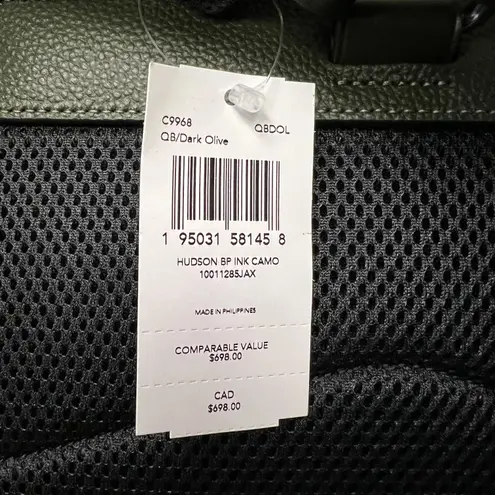 C9968 QBDOL
QB/Dark Olive
1 95031 58145 8
HUDSON BP INK CAMO
10011285JAX
MADE IN PHILIPPINES
COMPARABLE VALUE
$698.00
CAD
$698.00